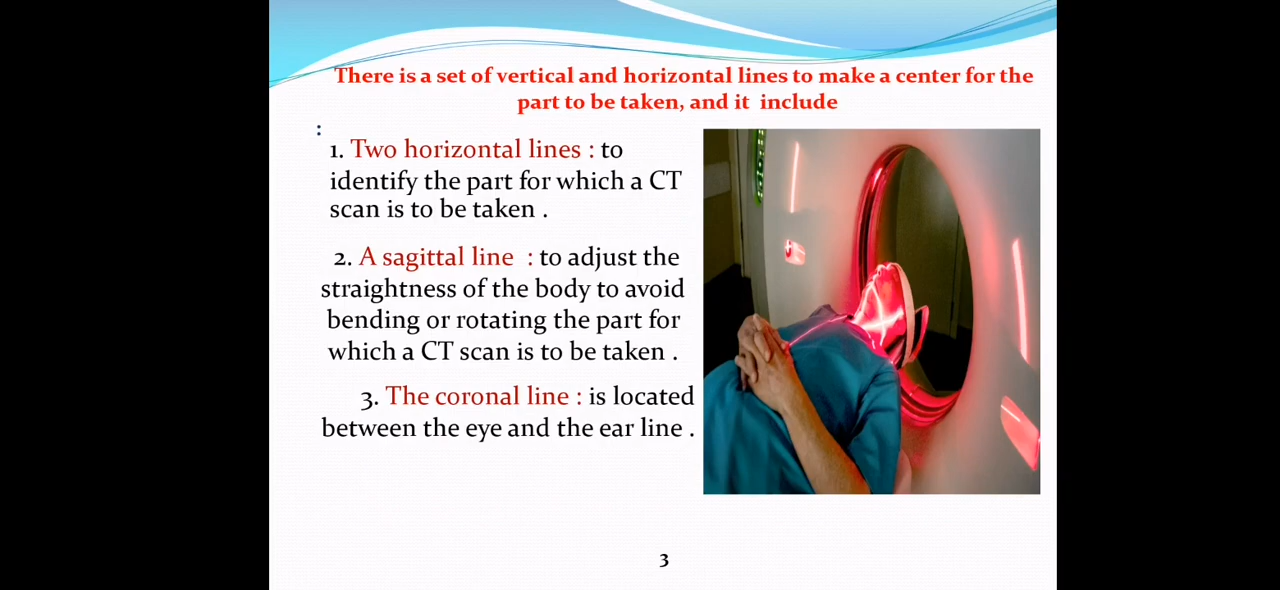 There is a set of vertical and horizontal lines to make a center for the
part to be taken, and it include
:
1. Two horizontal lines : to
identify the part for which a CT
scan is to be taken .
2. A sagittal line : to adjust the
straightness of the body to avoid
bending or rotating the part for
which a CT scan is to be taken .
3. The coronal line : is located
between the eye and the ear line .
3